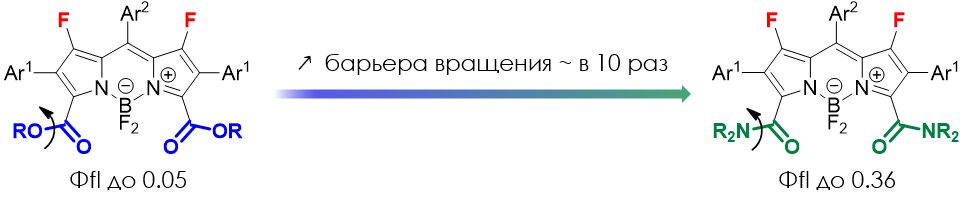 Ar²
F F
Ar¹ Ar¹
N ⊖ N ⊕
B
F₂
RO OR
O O
Φfl до 0.05
↗ барьера вращения ~ в 10 раз
Ar²
F F
Ar¹ Ar¹
N ⊖ N ⊕
B
F₂
R₂N NR₂
O O
Φfl до 0.36